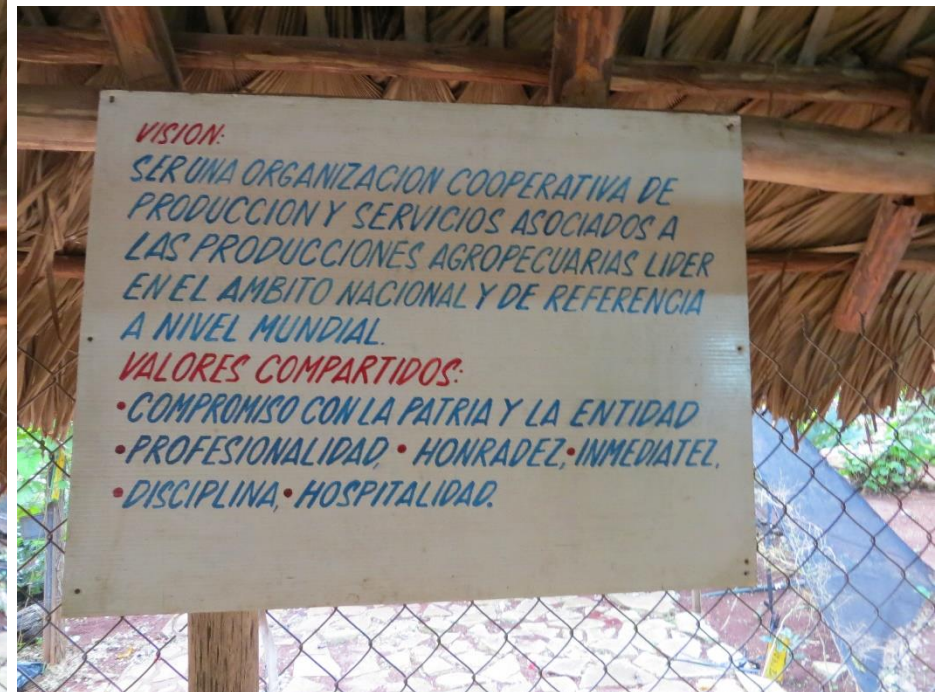 VISION:
SER UNA ORGANIZACION COOPERATIVA DE
PRODUCCION Y SERVICIOS ASOCIADOS A
LAS PRODUCCIONES AGROPECUARIAS LIDER
EN EL AMBITO NACIONAL Y DE REFERENCIA
A NIVEL MUNDIAL.
VALORES COMPARTIDOS:
•COMPROMISO CON LA PATRIA Y LA ENTIDAD
•PROFESIONALIDAD, • HONRADEZ, •INMEDIATEZ,
•DISCIPLINA, •HOSPITALIDAD.